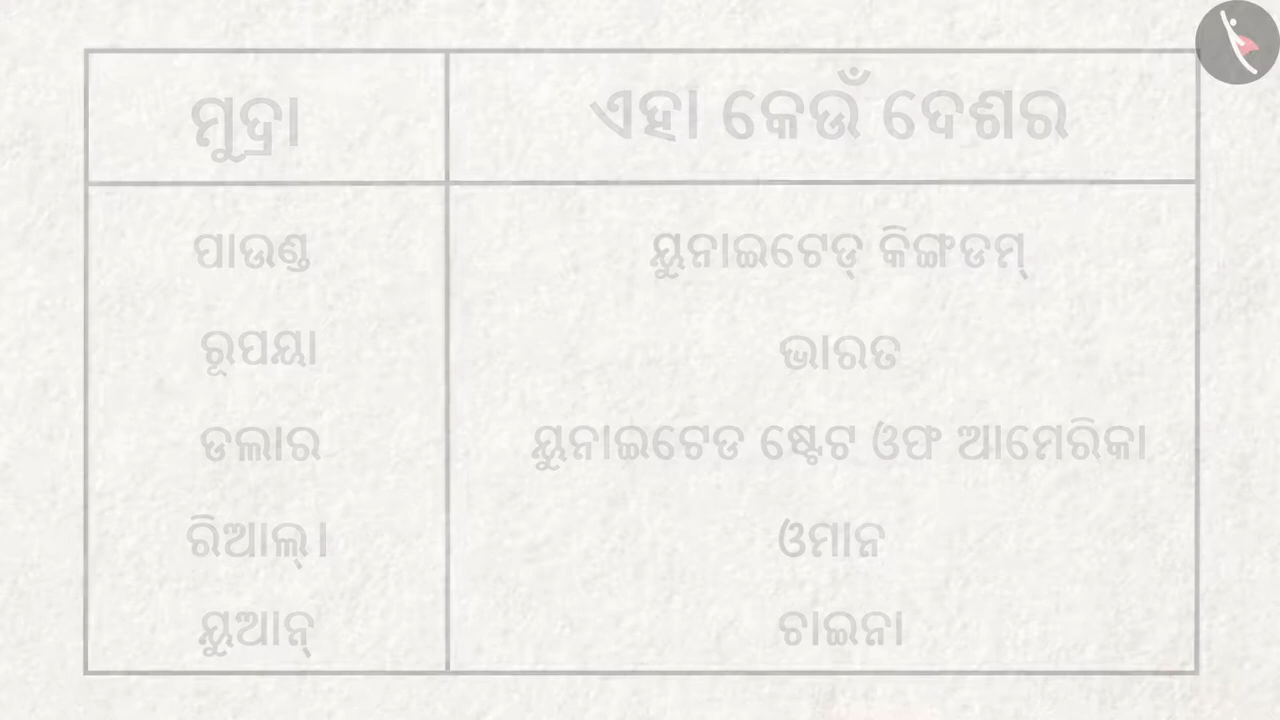 ମୁଦ୍ରା ଏହା କେଉଁ ଦେଶର
ପାଉଣ୍ଡ ୟୁନାଇଟେଡ୍ କିଙ୍ଗଡମ୍
ରୂପୟା ଭାରତ
ଡଲାର ୟୁନାଇଟେଡ ଷ୍ଟେଟ ଓଫ ଆମେରିକା
ରିଆଲ୍। ଓମାନ
ୟୁଆନ୍ ଚାଇନା